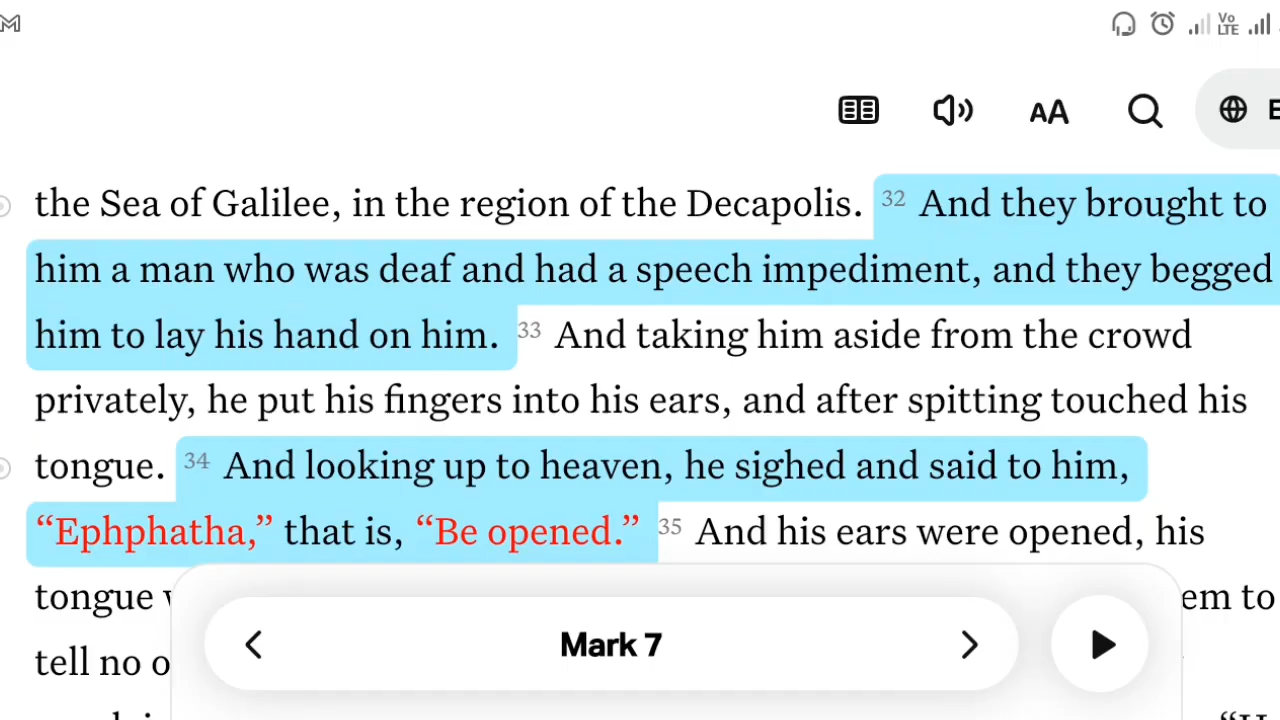 Vo
LTE
AA
the Sea of Galilee, in the region of the Decapolis. 32 And they brought to
him a man who was deaf and had a speech impediment, and they begged
him to lay his hand on him. 33 And taking him aside from the crowd
privately, he put his fingers into his ears, and after spitting touched his
tongue. 34 And looking up to heaven, he sighed and said to him,
“Ephphatha,” that is, “Be opened.” 35 And his ears were opened, his
tongue em to
tell no
Mark 7